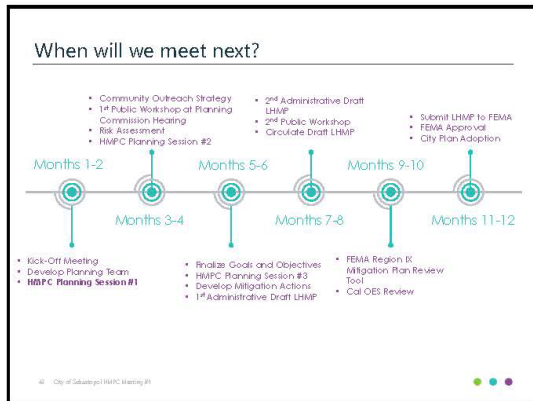 When will we meet next?
▪ Community Outreach Strategy
▪ 1st Public Workshop at Planning
Commission Hearing
▪ Risk Assessment
▪ HMPC Planning Session #2
▪ 2nd Administrative Draft
LHMP
▪ 2nd Public Workshop
▪ Circulate Draft LHMP
▪ Submit LHMP to FEMA
▪ FEMA Approval
▪ City Plan Adoption
Months 1-2
Months 5-6
Months 9-10
Months 3-4
Months 7-8
Months 11-12
▪ Kick-Off Meeting
▪ Develop Planning Team
▪ HMPC Planning Session #1
▪ Finalize Goals and Objectives
▪ HMPC Planning Session #3
▪ Develop Mitigation Actions
▪ 1st Administrative Draft LHMP
▪ FEMA Region IX
Mitigation Plan Review
Tool
▪ Cal OES Review
City of | HMPC Meeting #1